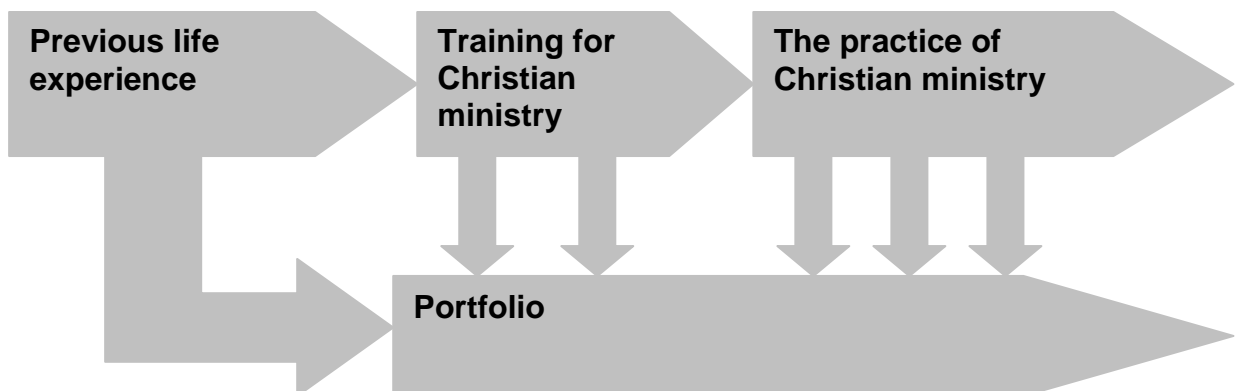 Previous life
experience
Training for
Christian
ministry
The practice of
Christian ministry
Portfolio